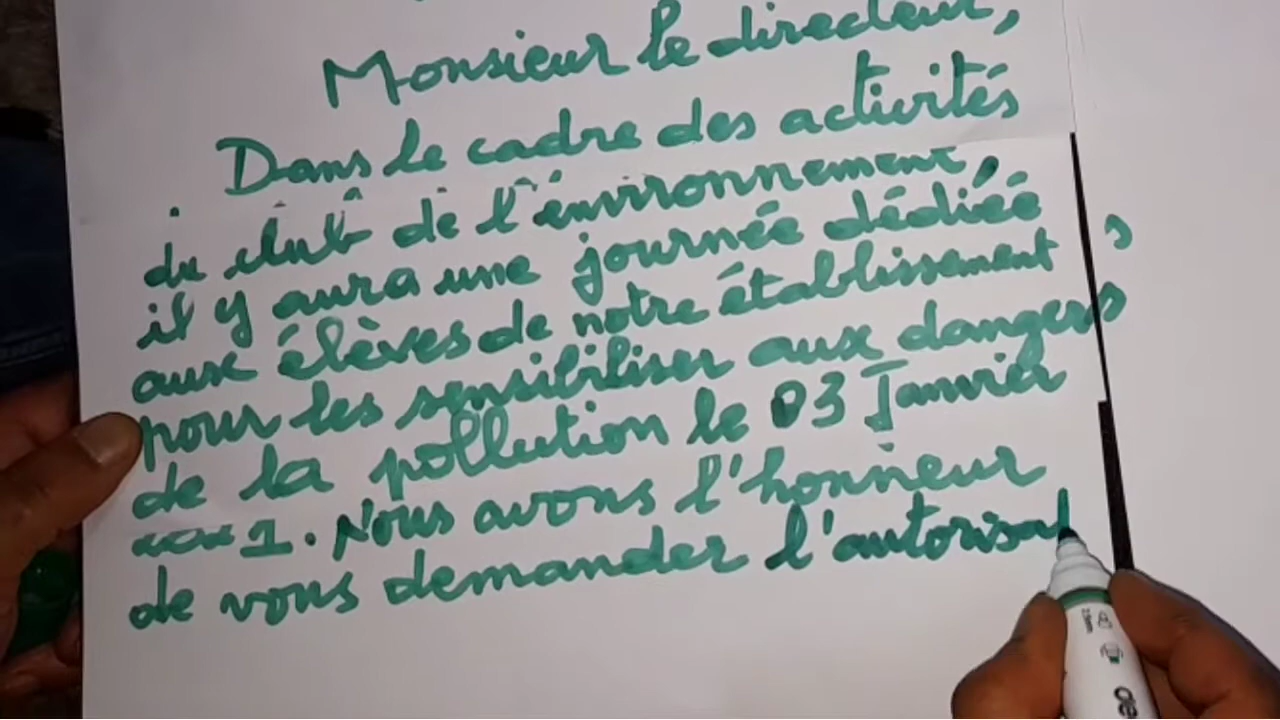 Monsieur le directeur,
Dans le cadre des activités
du club de l'environnement,
il y aura une journée dédiée
aux élèves de notre établissement,
pour les sensibiliser aux dangers
de la pollution le 03 Janvier
1. Nous avons l'honneur
de vous demander l'autorisat